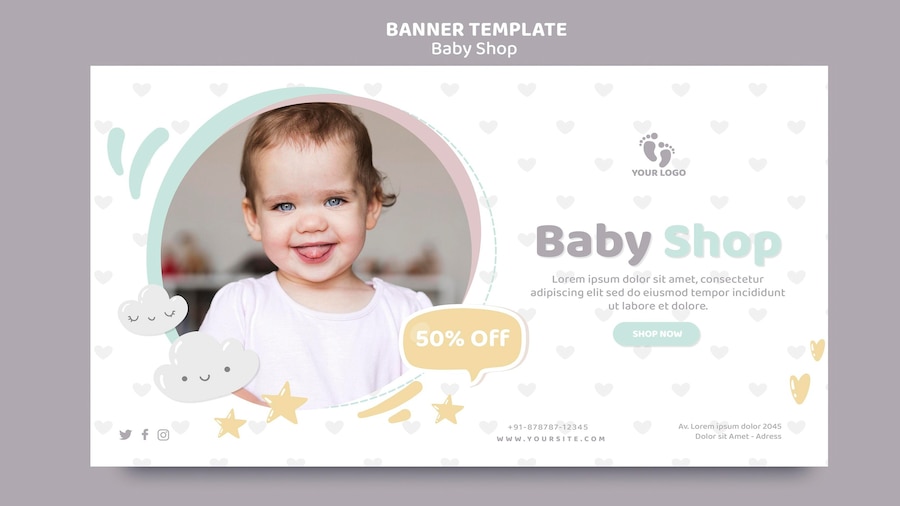 BANNER TEMPLATE
Baby Shop
YOUR LOGO
Baby Shop
Lorem ipsum dolor sit amet, consectetur
adipiscing elit, sed do eiusmod tempor incididunt
ut labore et dolore.
SHOP NOW
50% Off
+91-878787-12345
WWW.YOURSITE.COM
Av. Lorem ipsum dolor 2045
Dolor sit Amet - Adress